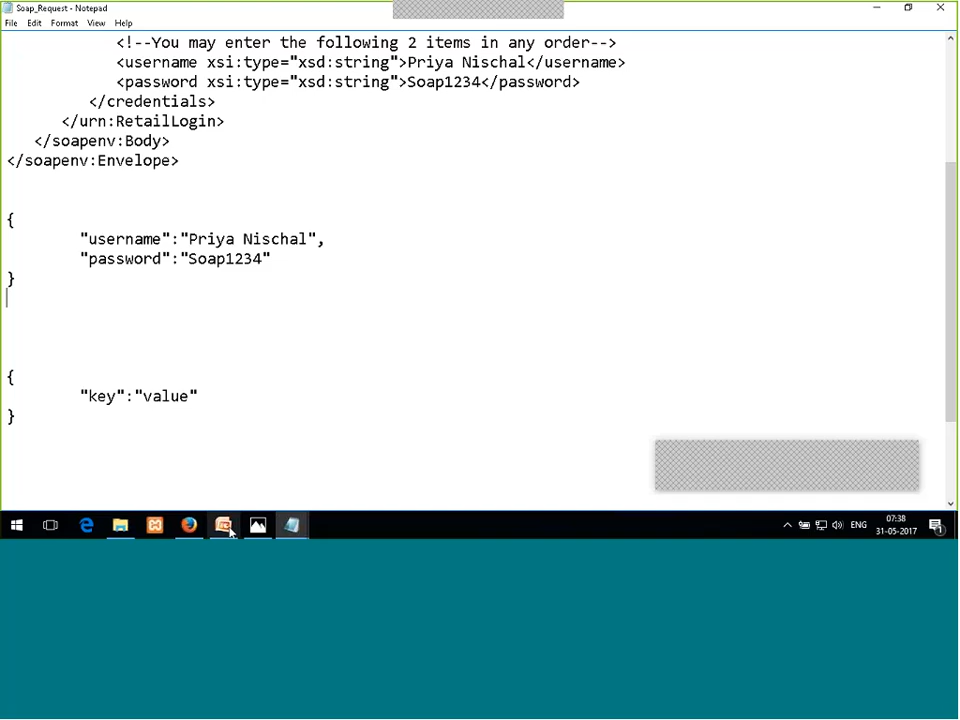 Soap_Request - Notepad
File Edit Format View Help
<!--You may enter the following 2 items in any order-->
<username xsi:type="xsd:string">Priya Nischal</username>
<password xsi:type="xsd:string">Soap1234</password>
</credentials>
</urn:RetailLogin>
</soapenv:Body>
</soapenv:Envelope>
{
"username":"Priya Nischal",
"password":"Soap1234"
}
{
"key":"value"
}
ENG
07:38
31-05-2017
1